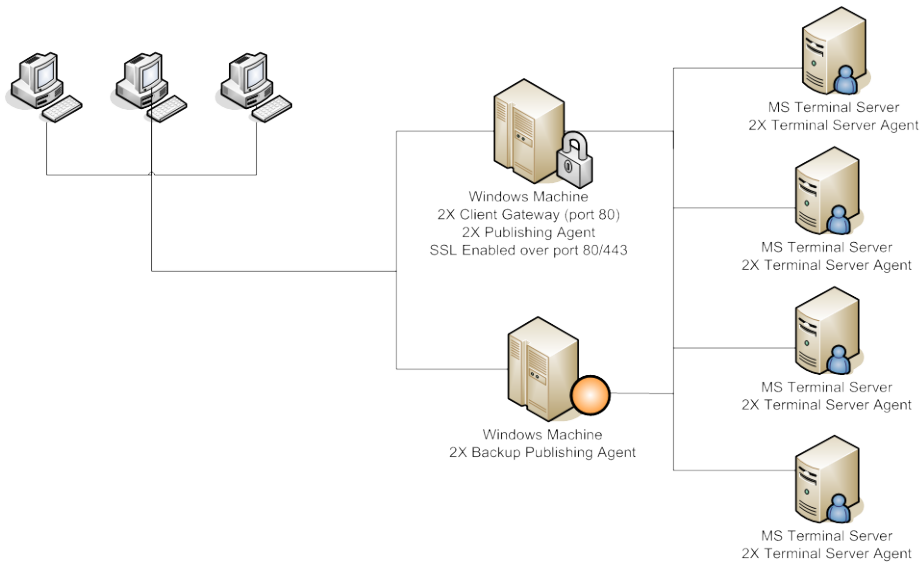 MS Terminal Server
2X Terminal Server Agent
Windows Machine
2X Client Gateway (port 80)
2X Publishing Agent
SSL Enabled over port 80/443
MS Terminal Server
2X Terminal Server Agent
MS Terminal Server
2X Terminal Server Agent
Windows Machine
2X Backup Publishing Agent
MS Terminal Server
2X Terminal Server Agent